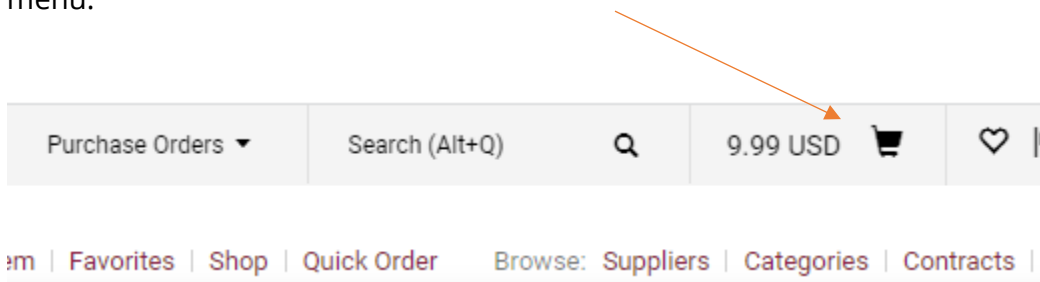 menu.
Purchase Orders Search (Alt+Q) 9.99 USD
em | Favorites | Shop | Quick Order Browse: Suppliers | Categories | Contracts |